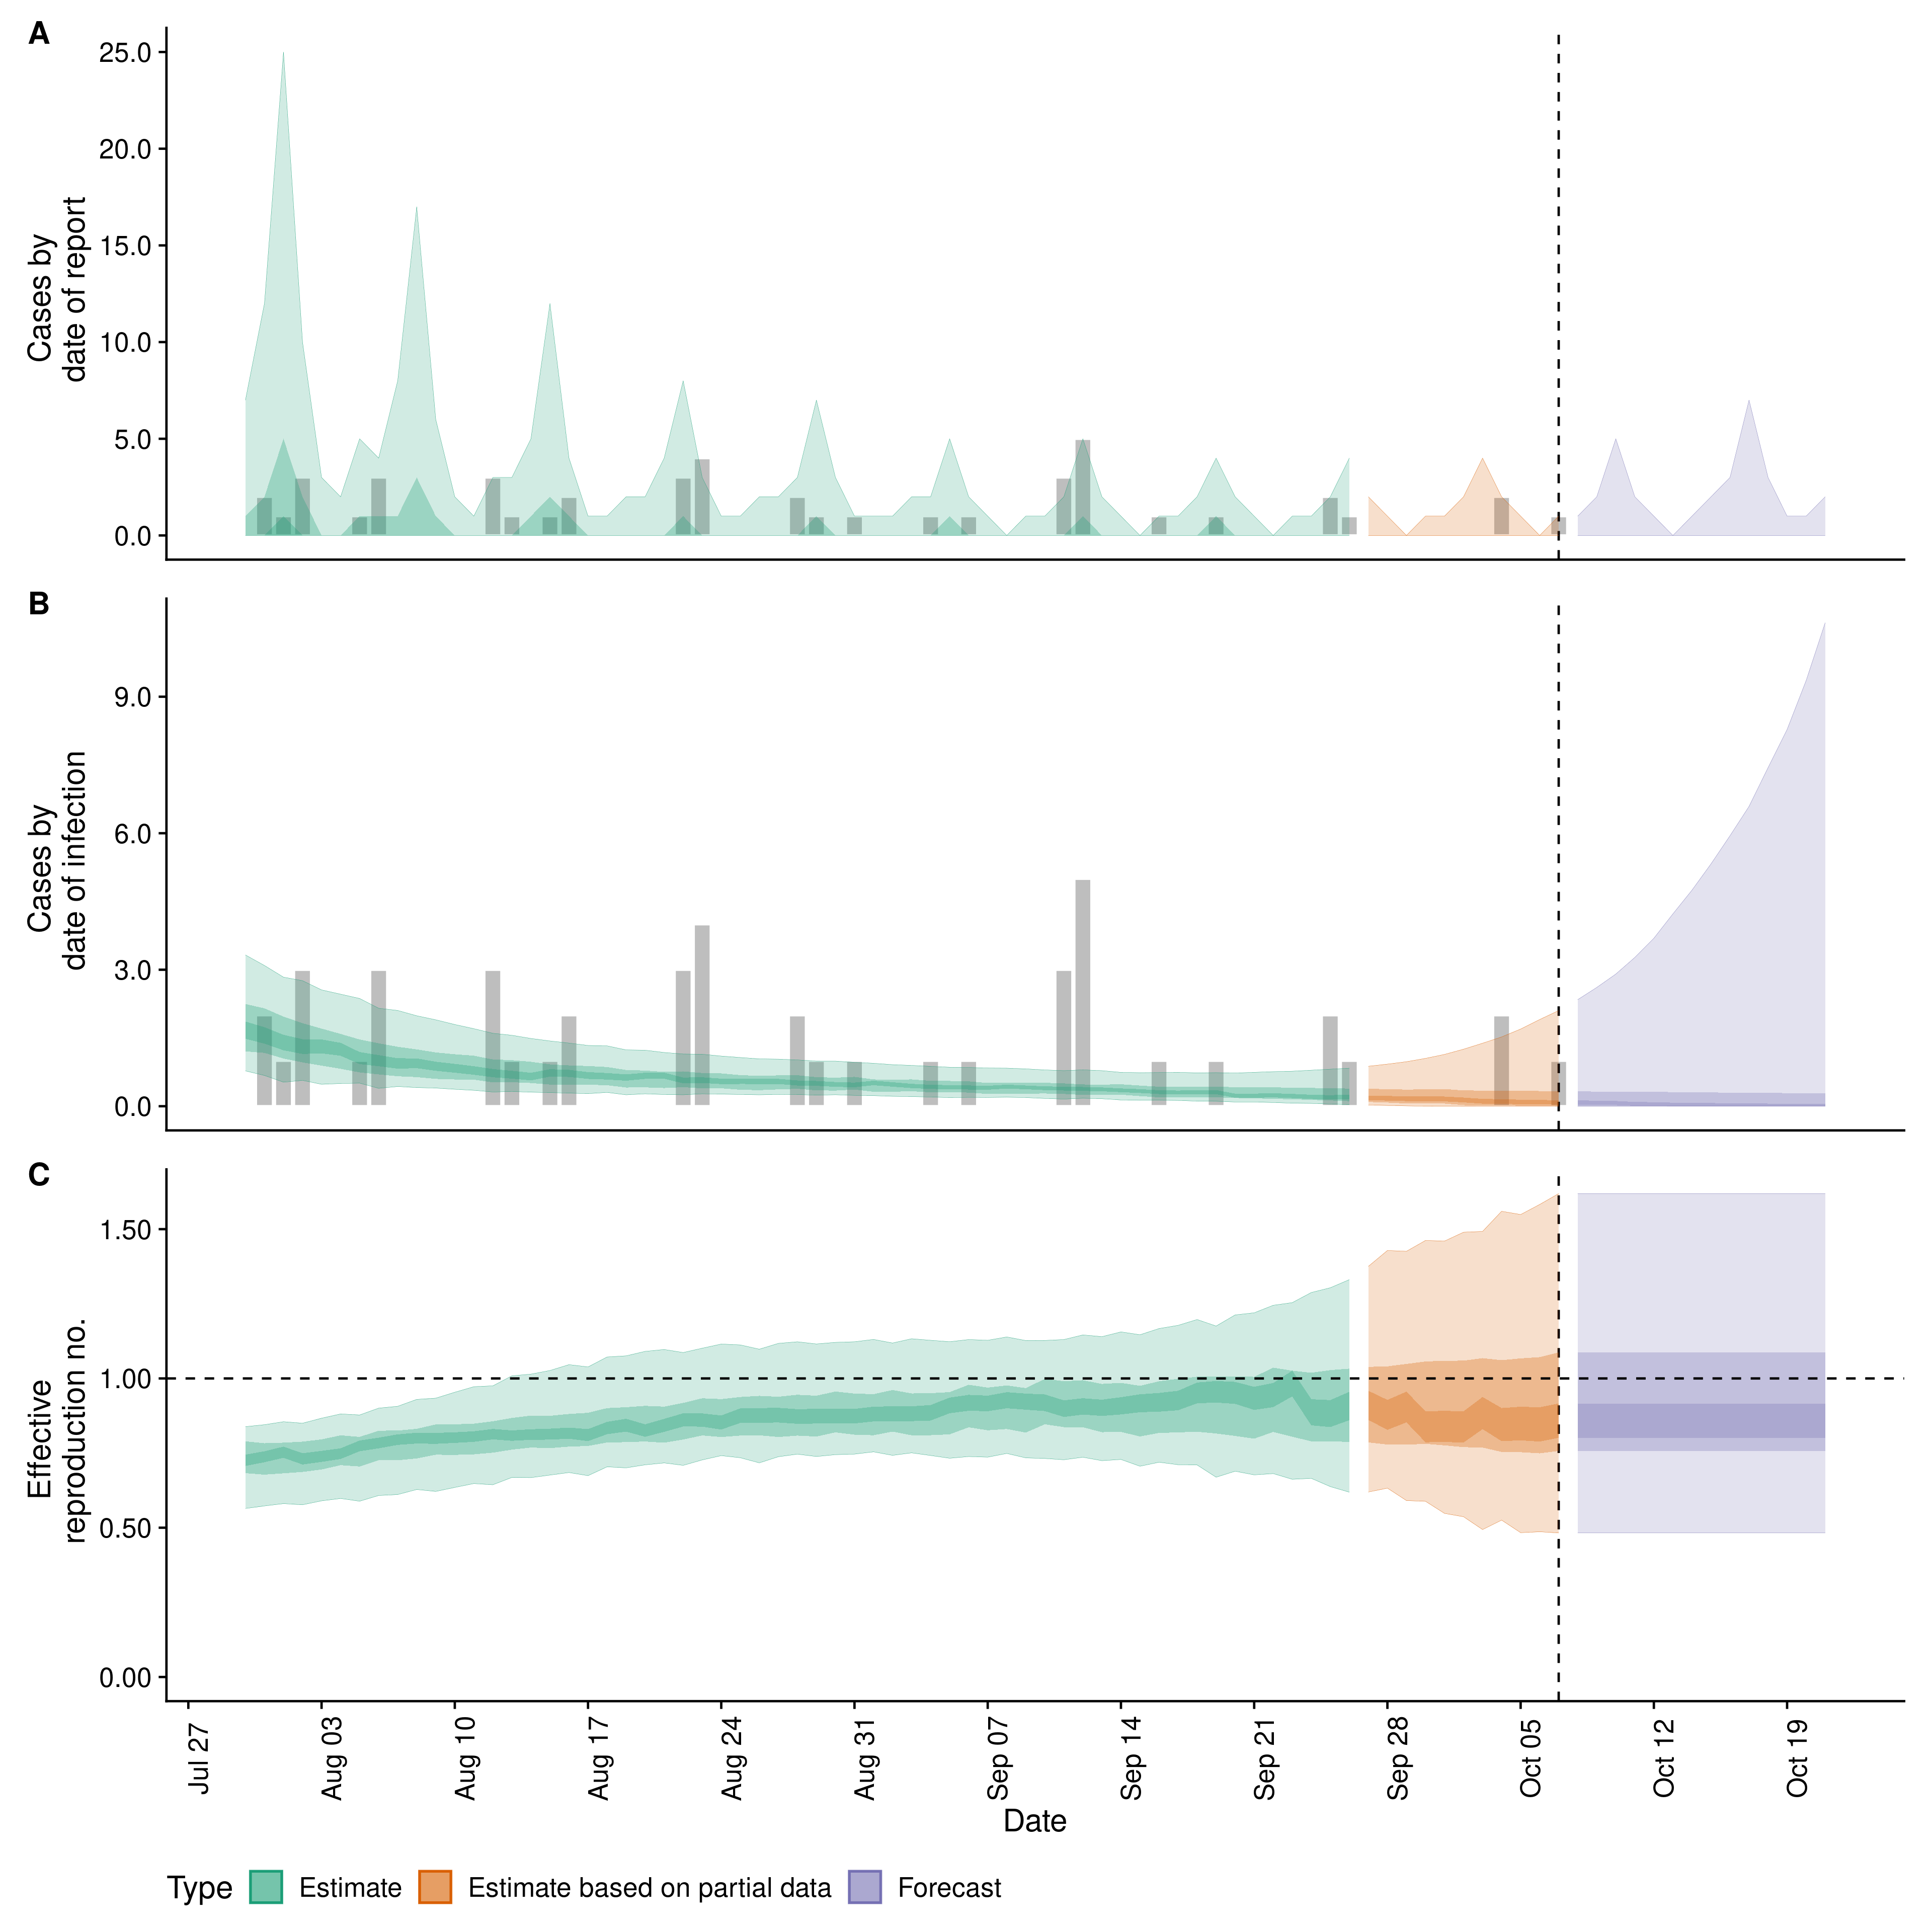 A
25.0
20.0
15.0
10.0
5.0
0.0
Cases by
date of report
B
9.0
6.0
3.0
0.0
Cases by
date of infection
C
1.50
1.00
0.50
0.00
Effective
reproduction no.
Jul 27
Aug 03
Aug 10
Aug 17
Aug 24
Aug 31
Sep 07
Sep 14
Sep 21
Sep 28
Oct 05
Oct 12
Oct 19
Date
Type Estimate Estimate based on partial data Forecast